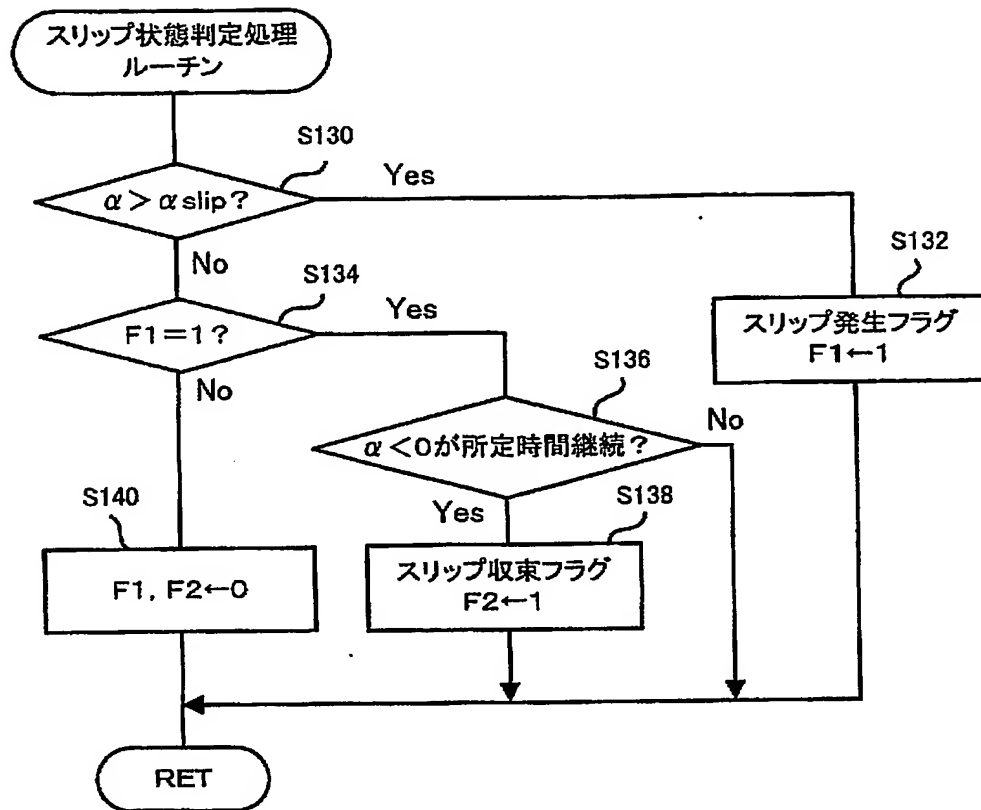 スリップ状態判定処理
ルーチン
S130
α＞αslip?
Yes
No
S132
スリップ発生フラグ
F1←1
S134
F1=1?
Yes
No
S136
α＜0が所定時間継続?
No
Yes
S138
スリップ収束フラグ
F2←1
S140
F1, F2←0
RET